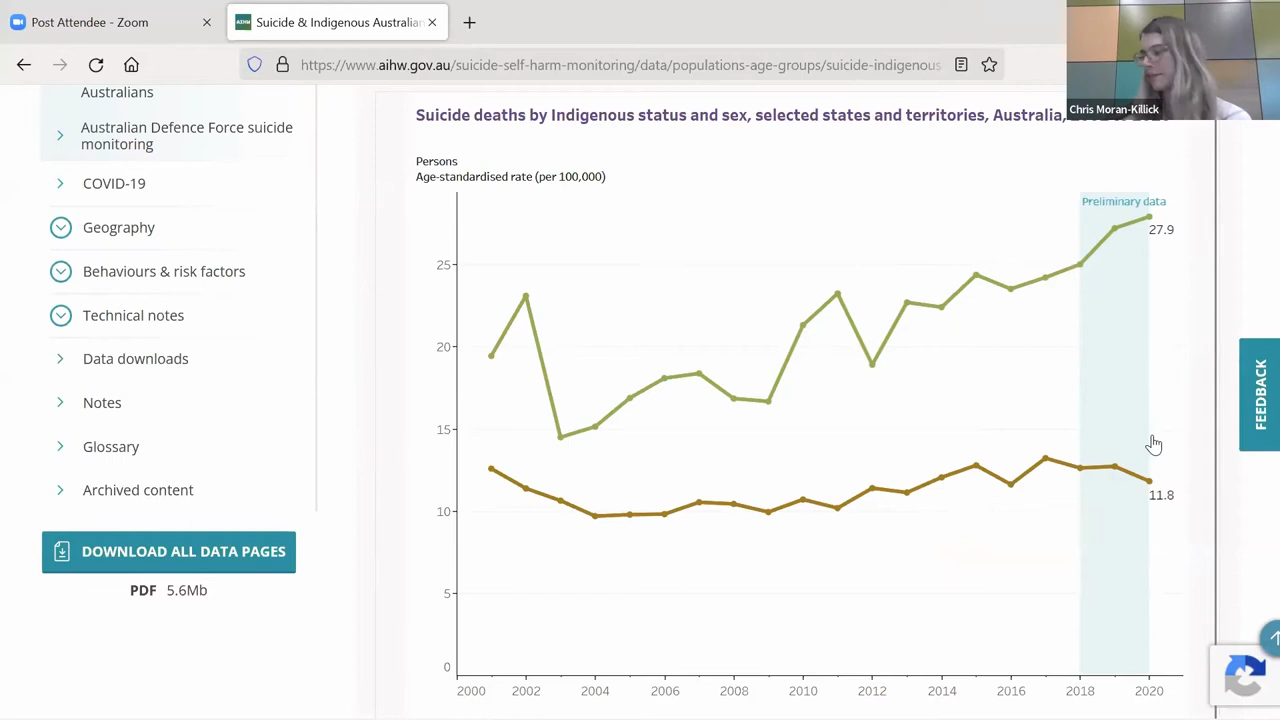 Post Attendee - Zoom
Suicide & Indigenous Australian
AIHW
https://www.aihw.gov.au/suicide-self-harm-monitoring/data/populations-age-groups/suicide-indigenous
Chris Moran-Killick
Australians
Australian Defence Force suicide
monitoring
COVID-19
Geography
Behaviours & risk factors
Technical notes
Data downloads
Notes
Glossary
Archived content
DOWNLOAD ALL DATA PAGES
PDF 5.6Mb
Suicide deaths by Indigenous status and sex, selected states and territories, Australia,
Persons
Age-standardised rate (per 100,000)
Preliminary data
27.9
25
20
15
11.8
10
5
0
2000 2002 2004 2006 2008 2010 2012 2014 2016 2018 2020
FEEDBACK